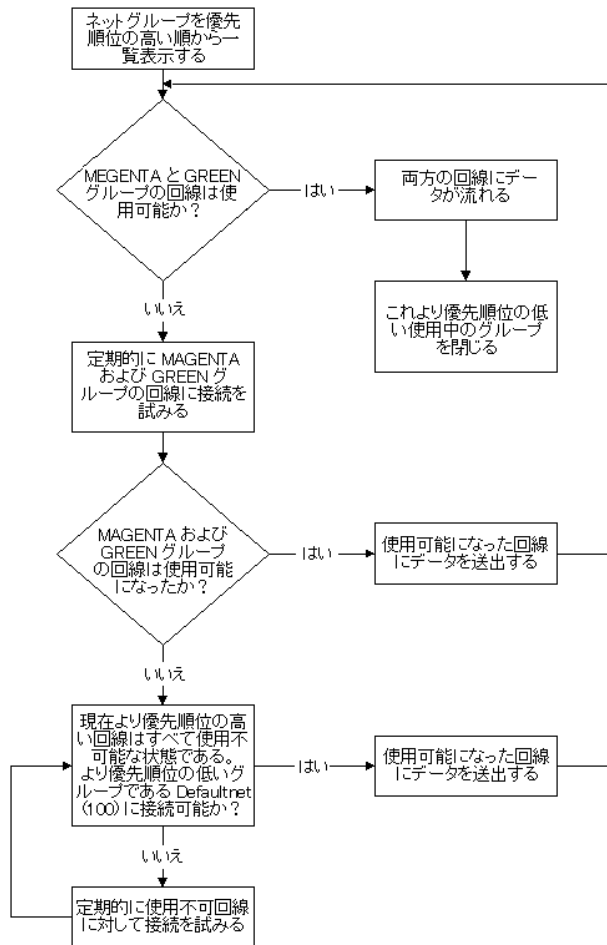 ネットグループを優先
順位の高い順から一
覧表示する
MEGENTA と GREEN
グループの回線は使
用可能か？
はい
両方の回線にデー
タが流れる
これより優先順位の低
い使用中のグループ
を閉じる
いいえ
定期的に MAGENTA
および GREEN グ
ループの回線に接続を
試みる
MAGENTA および
GREEN グループ
の回線は使用可能
になったか？
はい
使用可能になった回線
にデータを送出する
いいえ
現在より優先順位の高
い回線はすべて使用不
可能な状態である。
より優先順位の低いグ
ループである Defaultnet
(100) に接続可能か？
はい
使用可能になった回線
にデータを送出する
いいえ
定期的に使用不可回線
に対して接続を試みる